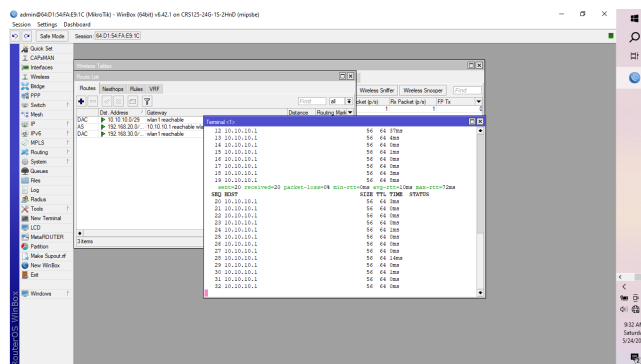 admin@64:D1:54:FA:E9:1C (MikroTik) - WinBox (64bit) v6.42.1 on CRS125-24G-1S-2HnD (mipsbe)
Session Settings Dashboard
Safe Mode Session: 64:D1:54:FA:E9:1C
Quick Set
CAPsMAN
Interfaces
Wireless
Bridge
PPP
Switch
Mesh
IP
IPv6
MPLS
Routing
System
Queues
Files
Log
Radius
Tools
New Terminal
LCD
MetaROUTER
Partition
Make Supout.rif
New WinBox
Exit
Windows
RouterOS WinBox
Wireless Tables
Wireless Sniffer Wireless Snooper Find
Rx Packet (p/s) FP Tx
Route List
Routes Nexthops Rules VRF
Find all
Dst. Address Gateway Distance Routing Mark
DAC 10.10.10.0/29 wlan1 reachable
AS 192.168.20.0/... 10.10.10.1 reachable
DAC 192.168.30.0/... wlan1 reachable
3 items
Terminal <1>
12 10.10.10.1 56 64 37ms
13 10.10.10.1 56 64 4ms
14 10.10.10.1 56 64 0ms
15 10.10.10.1 56 64 1ms
16 10.10.10.1 56 64 0ms
17 10.10.10.1 56 64 0ms
18 10.10.10.1 56 64 3ms
19 10.10.10.1 56 64 0ms
sent=20 received=20 packet-loss=0% min-rtt=0ms avg-rtt=10ms max-rtt=72ms
SEQ HOST SIZE TTL TIME STATUS
20 10.10.10.1 56 64 3ms
21 10.10.10.1 56 64 0ms
22 10.10.10.1 56 64 0ms
23 10.10.10.1 56 64 0ms
24 10.10.10.1 56 64 1ms
25 10.10.10.1 56 64 0ms
26 10.10.10.1 56 64 0ms
27 10.10.10.1 56 64 0ms
28 10.10.10.1 56 64 14ms
29 10.10.10.1 56 64 0ms
30 10.10.10.1 56 64 1ms
31 10.10.10.1 56 64 0ms
32 10.10.10.1 56 64 0ms
9:32 AM